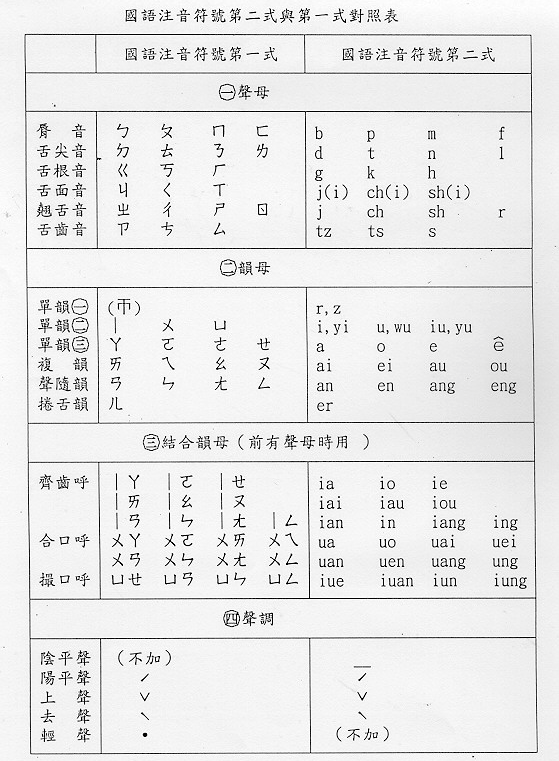 國語注音符號第二式與第一式對照表
國語注音符號第一式 國語注音符號第二式
㊀聲母
脣音 ㄅ ㄆ ㄇ ㄈ b p m f
舌尖音 ㄉ ㄊ ㄋ ㄌ d t n l
舌根音 ㄍ ㄎ ㄏ g k h
舌面音 ㄐ ㄑ ㄒ j(i) ch(i) sh(i)
翹舌音 ㄓ ㄔ ㄕ ㄖ j ch sh r
舌齒音 ㄗ ㄘ ㄙ tz ts s
㊁韻母
單韻㊀ (ㆭ) r,z
單韻㊁ ㄧ ㄨ ㄩ i,yi u,wu iu,yu
單韻㊂ ㄚ ㄛ ㄜ ㄝ a o e ê
複韻 ㄞ ㄟ ㄠ ㄡ ai ei au ou
聲隨韻 ㄢ ㄣ ㄤ ㄥ an en ang eng
捲舌韻 ㄦ er
㊂結合韻母(前有聲母時用)
齊齒呼 ㄧㄚ ㄧㄛ ㄧㄝ ia io ie
ㄧㄞ ㄧㄠ ㄧㄡ iai iau iou
ㄧㄢ ㄧㄣ ㄧㄤ ㄧㄥ ian in iang ing
合口呼 ㄨㄚ ㄨㄛ ㄨㄞ ㄨㄟ ua uo uai uei
ㄨㄢ ㄨㄣ ㄨㄤ ㄨㄥ uan uen uang ung
撮口呼 ㄩㄝ ㄩㄢ ㄩㄣ ㄩㄥ iue iuan iun iung
㊃聲調
陰平聲 (不加) —
陽平聲 ˊ ˊ
上聲 ˇ ˇ
去聲 ˋ ˋ
輕聲 ˙ (不加)